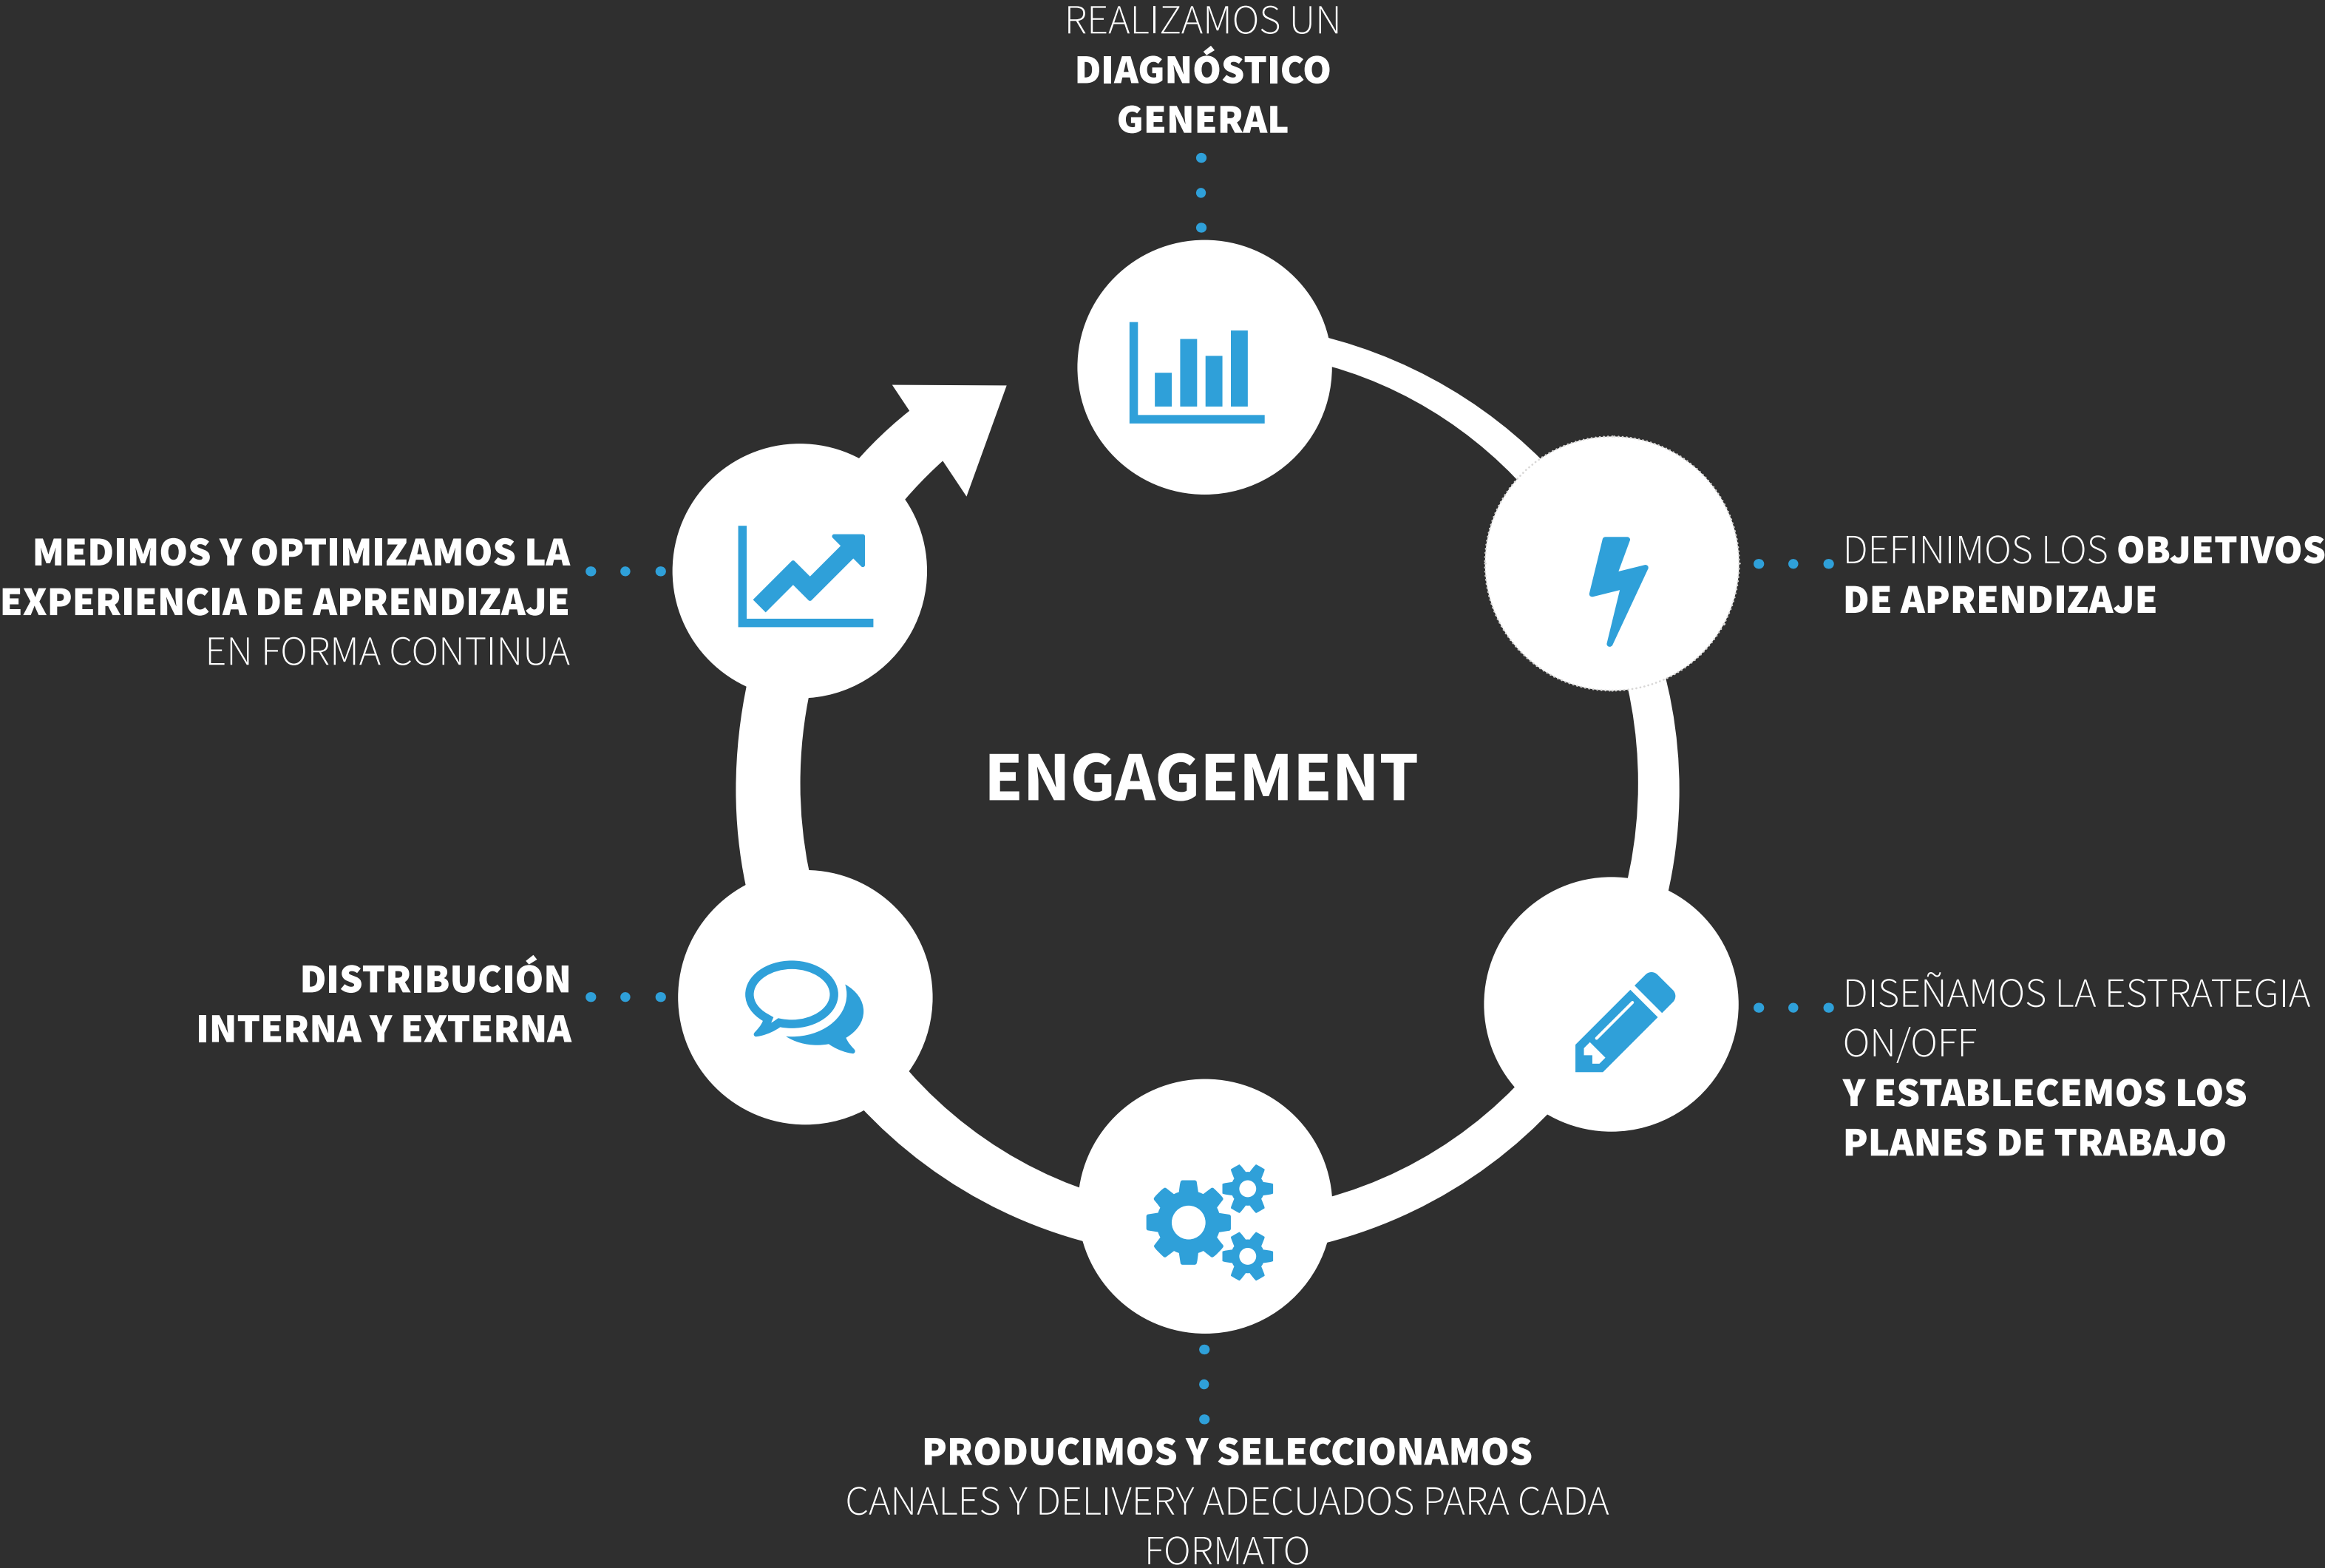 REALIZAMOS UN
DIAGNÓSTICO
GENERAL
DEFINIMOS LOS OBJETIVOS
DE APRENDIZAJE
DISEÑAMOS LA ESTRATEGIA
ON/OFF
Y ESTABLECEMOS LOS
PLANES DE TRABAJO
PRODUCIMOS Y SELECCIONAMOS
CANALES Y DELIVERY ADECUADOS PARA CADA
FORMATO
DISTRIBUCIÓN
INTERNA Y EXTERNA
MEDIMOS Y OPTIMIZAMOS LA
EXPERIENCIA DE APRENDIZAJE
EN FORMA CONTINUA
ENGAGEMENT